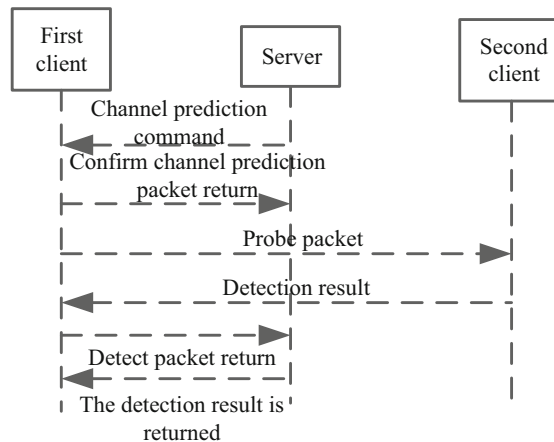 First
client
Server
Second
client
Channel prediction
command
Confirm channel prediction
packet return
Probe packet
Detection result
Detect packet return
The detection result is
returned